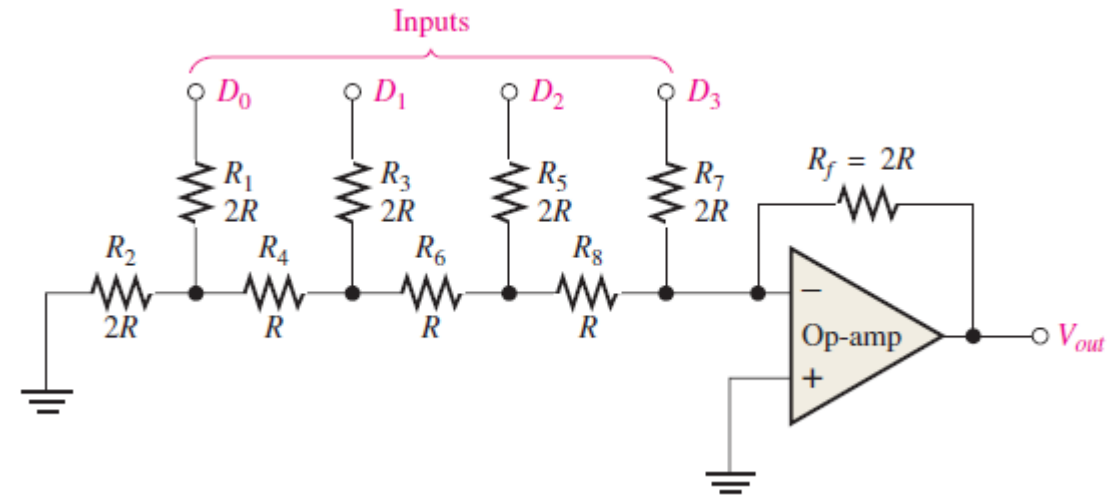 Inputs
D0 D1 D2 D3
Rf = 2R
R1 R3 R5 R7
2R 2R 2R 2R
R2 R4 R6 R8
2R R R R
−
Op-amp
+
Vout